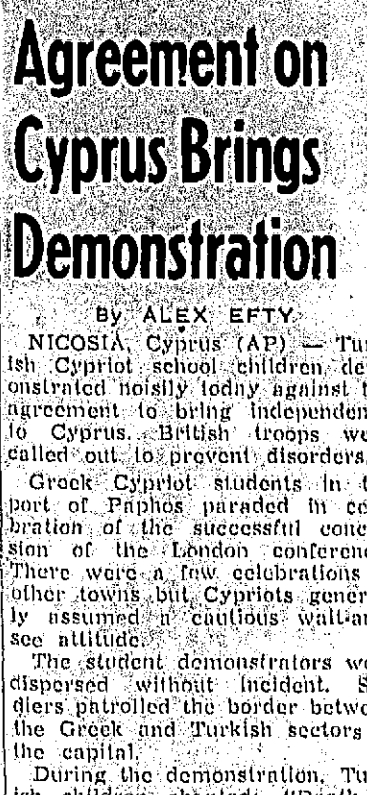 Agreement on
Cyprus Brings
Demonstration
By ALEX EFTY
NICOSIA, Cyprus (AP) — Tur
ish Cypriot school children de
onstrated noisily today against t
agreement to bring independen
to Cyprus. British troops we
called out to prevent disorders.
Greek Cypriot students in t
port of Paphos paraded in ce
bration of the successful conc
sion of the London conferenc
There were a few celebrations
other towns but Cypriots gener
ly assumed a cautious wait-an
see attitude.
The student demonstrators we
dispersed without incident. S
diers patrolled the border betwe
the Greek and Turkish sectors
the capital.
During the demonstration, Tu
ish children